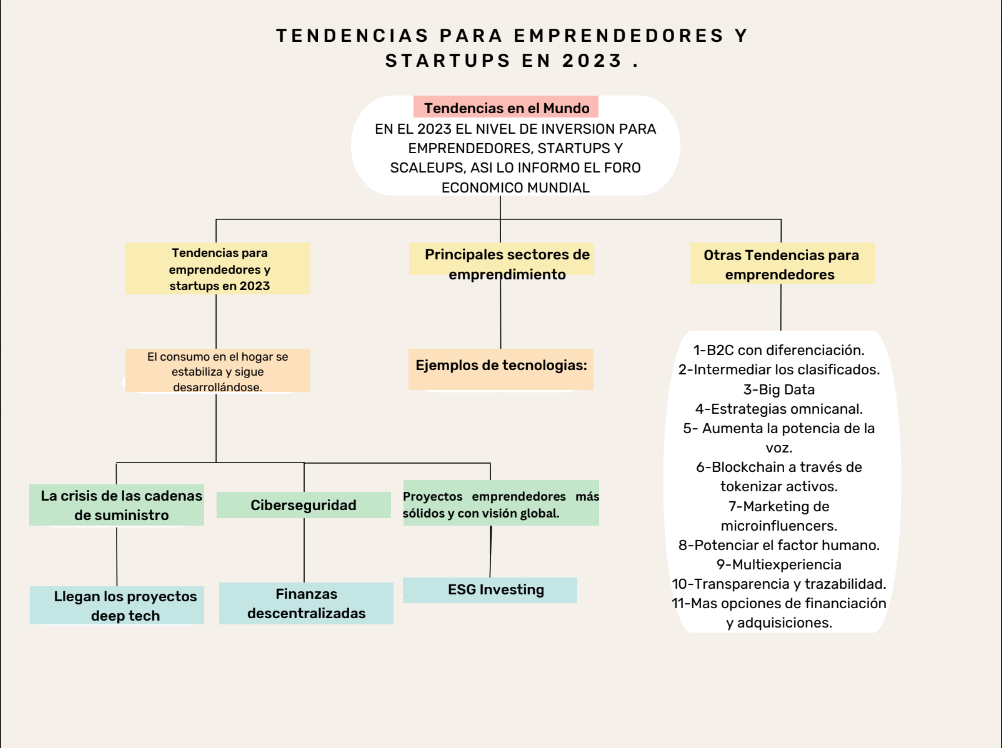 TENDENCIAS PARA EMPRENDEDORES Y
STARTUPS EN 2023 .
Tendencias en el Mundo
EN EL 2023 EL NIVEL DE INVERSION PARA
EMPRENDEDORES, STARTUPS Y
SCALEUPS, ASI LO INFORMO EL FORO
ECONOMICO MUNDIAL
Tendencias para
emprendedores y
startups en 2023
Principales sectores de
emprendimiento
Otras Tendencias para
emprendedores
El consumo en el hogar se
estabiliza y sigue
desarrollándose.
Ejemplos de tecnologias:
1-B2C con diferenciación.
2-Intermediar los clasificados.
3-Big Data
4-Estrategias omnicanal.
5- Aumenta la potencia de la
voz.
6-Blockchain a través de
tokenizar activos.
7-Marketing de
microinfluencers.
8-Potenciar el factor humano.
9-Multiexperiencia
10-Transparencia y trazabilidad.
11-Mas opciones de financiación
y adquisiciones.
La crisis de las cadenas
de suministro
Ciberseguridad
Proyectos emprendedores más
sólidos y con visión global.
Llegan los proyectos
deep tech
Finanzas
descentralizadas
ESG Investing